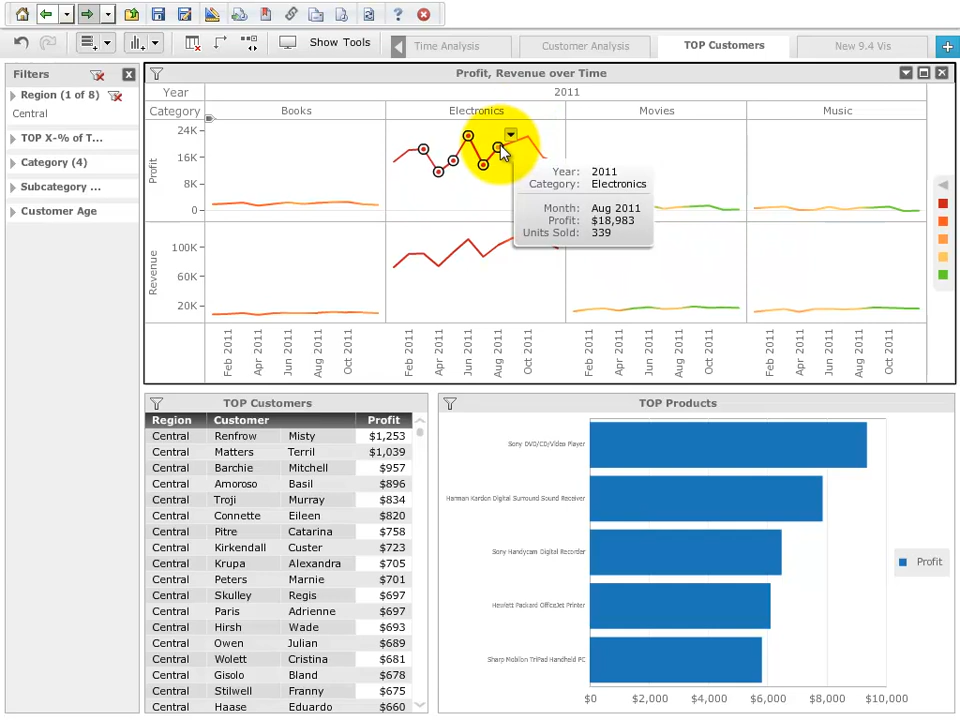 ?
Show Tools
Time Analysis
Customer Analysis
TOP Customers
New 9.4 Vis
+
Filters
Region (1 of 8)
Central
TOP X-% of T...
Category (4)
Subcategory ...
Customer Age
Profit, Revenue over Time
Year
2011
Category
Books
Electronics
Movies
Music
Profit
24K
16K
8K
0
Revenue
100K
60K
20K
Feb 2011
Apr 2011
Jun 2011
Aug 2011
Oct 2011
Feb 2011
Apr 2011
Jun 2011
Aug 2011
Oct 2011
Feb 2011
Apr 2011
Jun 2011
Aug 2011
Oct 2011
Feb 2011
Apr 2011
Jun 2011
Aug 2011
Oct 2011
Year: 2011
Category: Electronics
Month: Aug 2011
Profit: $18,983
Units Sold: 339
TOP Customers
Region Customer Profit
Central Renfrow Misty $1,253
Central Matters Terril $1,039
Central Barchie Mitchell $957
Central Amoroso Basil $896
Central Troji Murray $834
Central Connette Eileen $820
Central Pitre Catarina $758
Central Kirkendall Custer $723
Central Krupa Alexandra $705
Central Peters Marnie $701
Central Skulley Regis $697
Central Paris Adrienne $697
Central Hirsh Wade $693
Central Owen Julian $689
Central Wolett Cristina $681
Central Gisolo Bland $678
Central Stilwell Franny $675
Central Haase Eduardo $660
TOP Products
Sony DVD/CD/Video Player
Harman Kardon Digital Surround Sound Receiver
Sony Handycam Digital Recorder
Hewlett Packard OfficeJet Printer
Sharp Mobilon TriPad Handheld PC
$0
$2,000
$4,000
$6,000
$8,000
$10,000
Profit